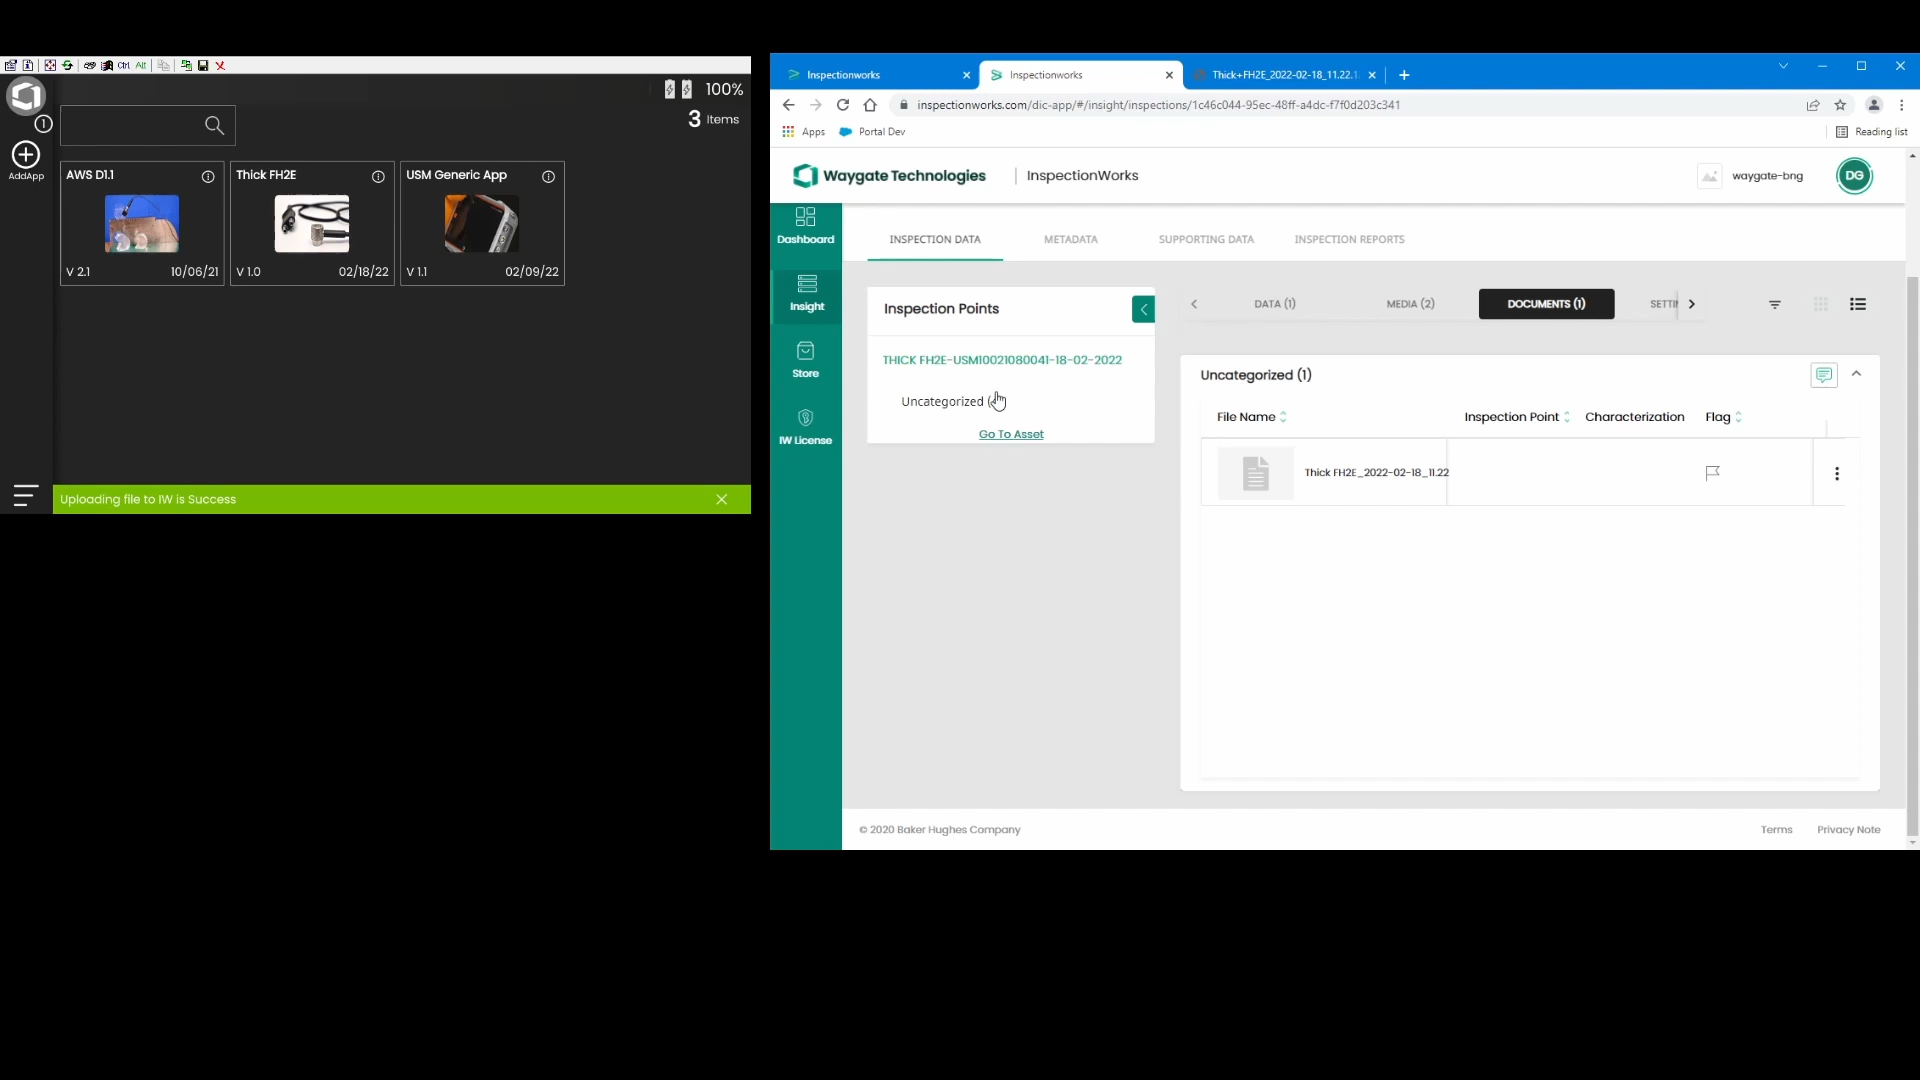 Ctrl Alt
100%
3 Items
1
AddApp
AWS D1.1
V 2.1
10/06/21
Thick FH2E
V 1.0
02/18/22
USM Generic App
V 1.1
02/09/22
Uploading file to IW is Success
Inspectionworks
Inspectionworks
Thick+FH2E_2022-02-18_11.22.1
inspectionworks.com/dic-app/#/insight/inspections/1c46c044-95ec-48ff-a4dc-f7f0d203c341
Apps
Portal Dev
Reading list
Waygate Technologies
InspectionWorks
waygate-bng
DG
Dashboard
Insight
Store
IW License
INSPECTION DATA
METADATA
SUPPORTING DATA
INSPECTION REPORTS
Inspection Points
THICK FH2E-USM10021080041-18-02-2022
Uncategorized (
Go To Asset
DATA (1)
MEDIA (2)
DOCUMENTS (1)
SETTIN
Uncategorized (1)
File Name
Inspection Point
Characterization
Flag
Thick FH2E_2022-02-18_11.22
© 2020 Baker Hughes Company
Terms
Privacy Note